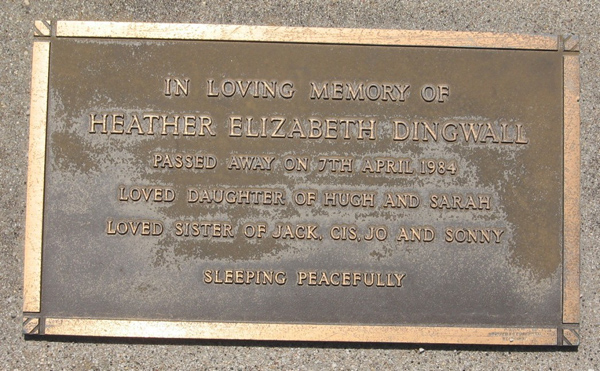 IN LOVING MEMORY OF
HEATHER ELIZABETH DINGWALL
PASSED AWAY ON 7TH APRIL 1984
LOVED DAUGHTER OF HUGH AND SARAH
LOVED SISTER OF JACK, CIS, JO AND SONNY
SLEEPING PEACEFULLY